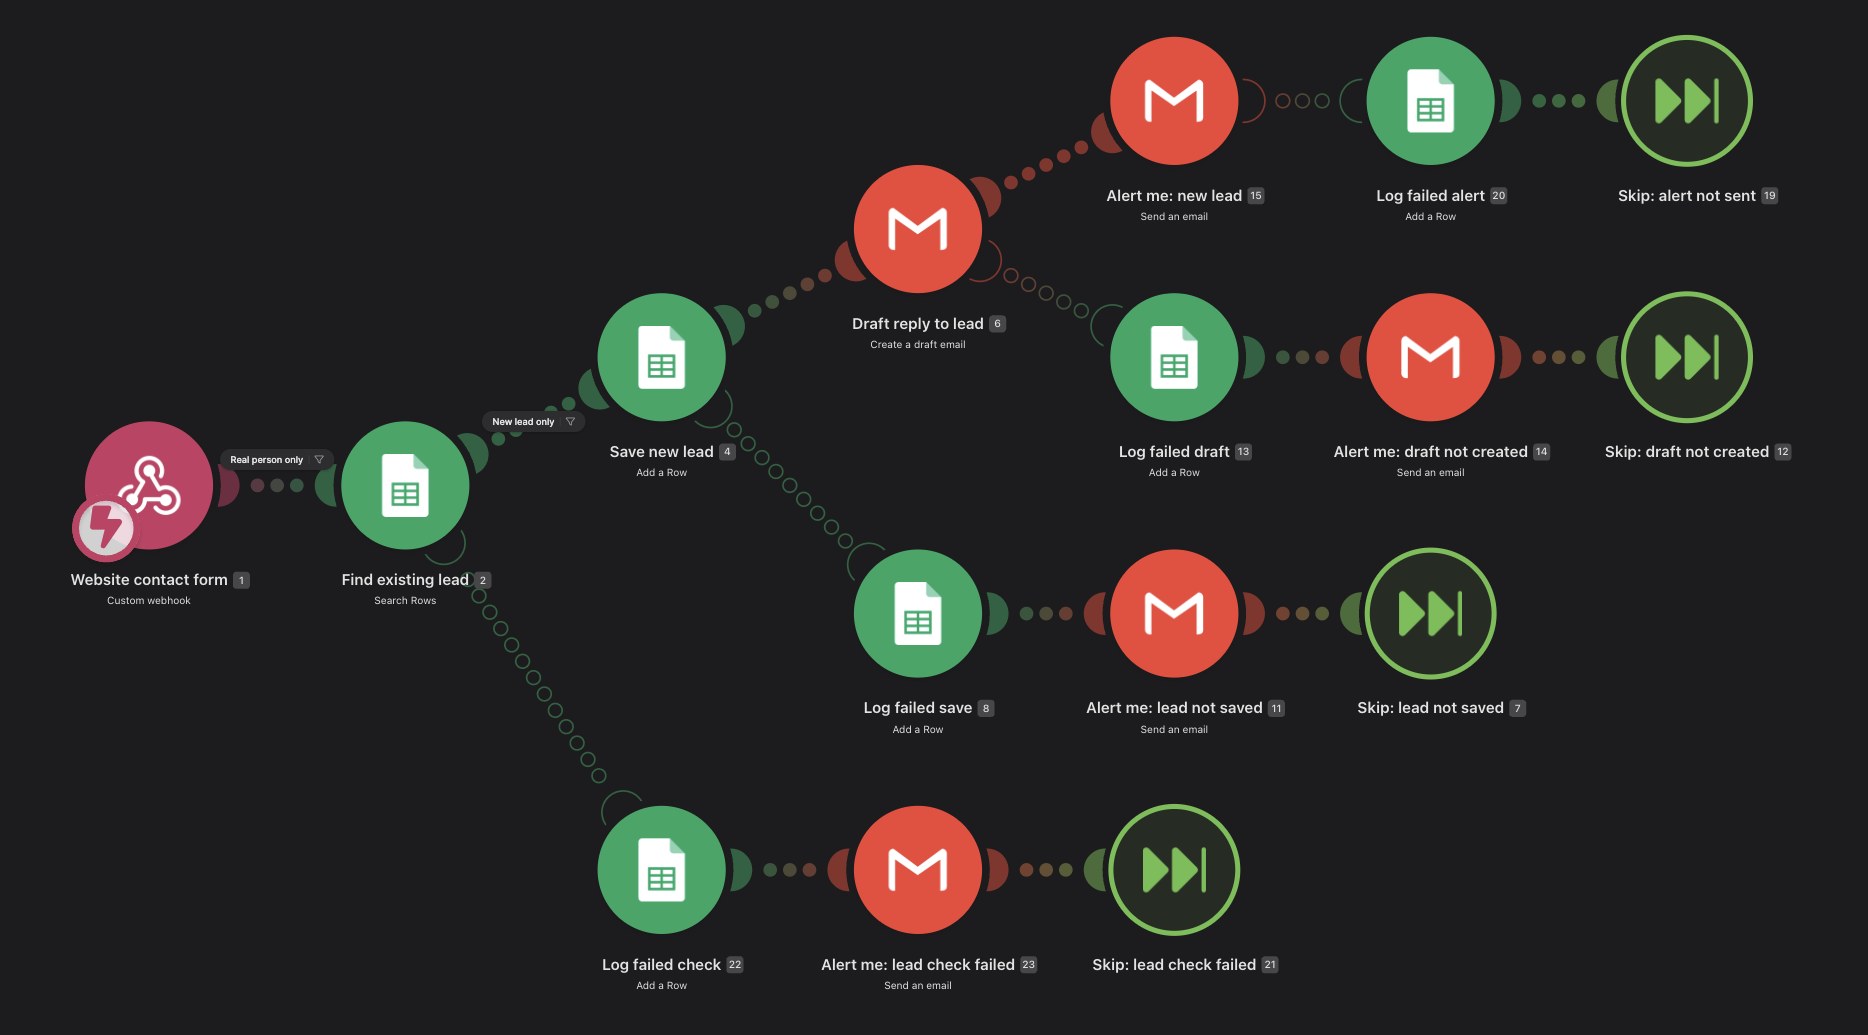 Alert me: new lead 15
Send an email
Log failed alert 20
Add a Row
Skip: alert not sent 19
Draft reply to lead 6
Create a draft email
New lead only
Save new lead 4
Add a Row
Log failed draft 13
Add a Row
Alert me: draft not created 14
Send an email
Skip: draft not created 12
Real person only
Website contact form 1
Custom webhook
Find existing lead 2
Search Rows
Log failed save 8
Add a Row
Alert me: lead not saved 11
Send an email
Skip: lead not saved 7
Log failed check 22
Add a Row
Alert me: lead check failed 23
Send an email
Skip: lead check failed 21